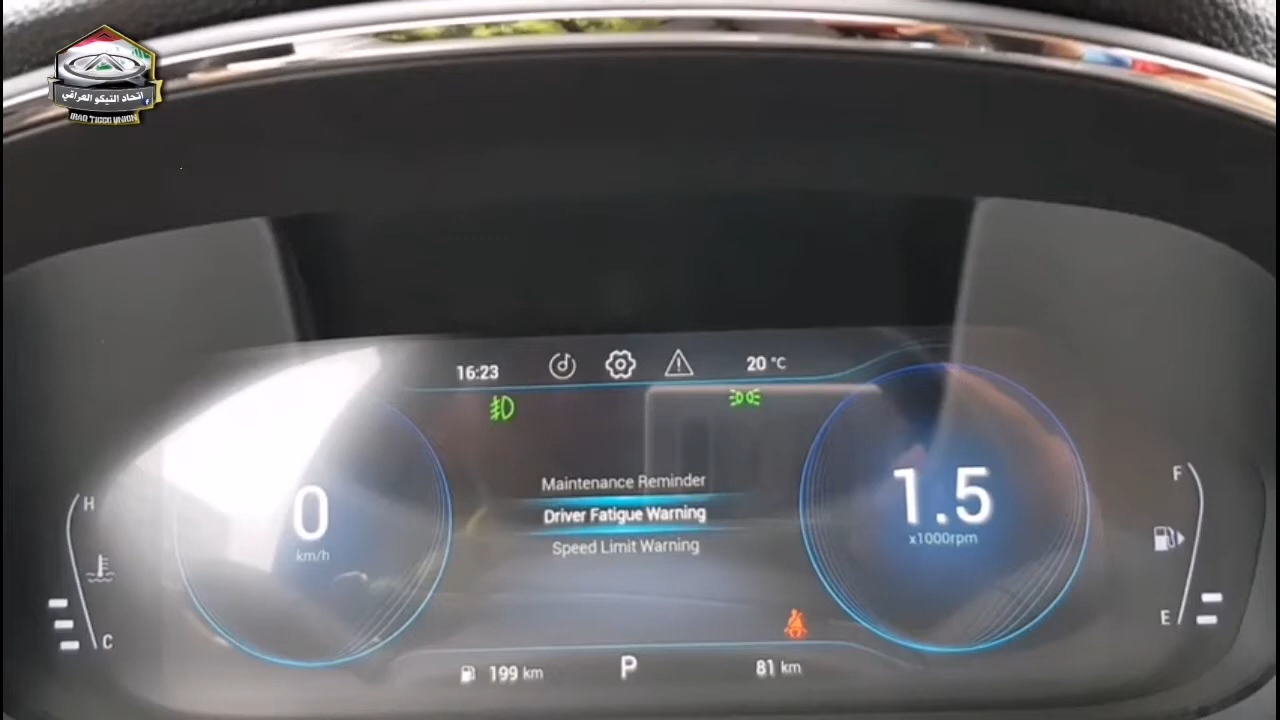 اتحاد التيكو العراقي
IRAQ TIGGO UNION
16:23
20 °C
Maintenance Reminder
Driver Fatigue Warning
Speed Limit Warning
0
km/h
1.5
x1000rpm
H
C
F
E
199 km
P
81 km